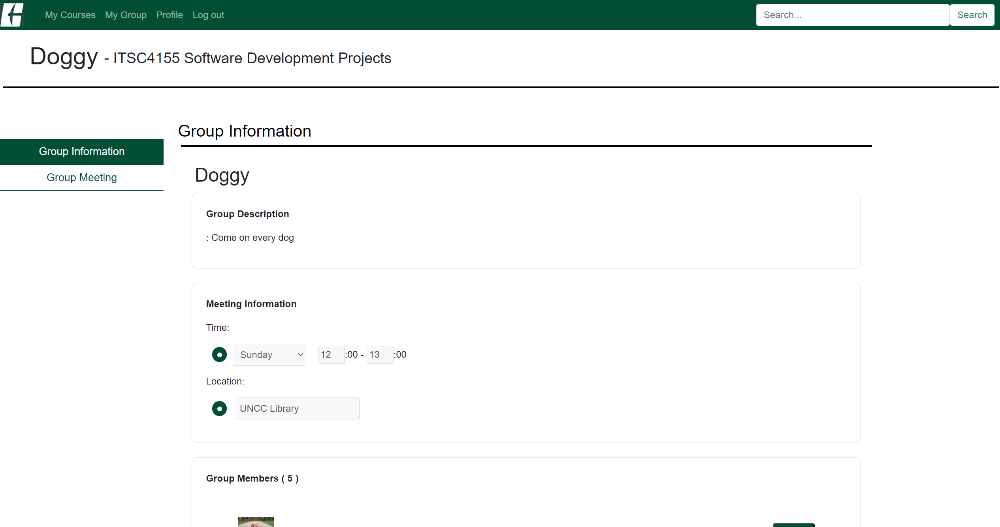 My Courses My Group Profile Log out Search... Search
Doggy - ITSC4155 Software Development Projects
Group Information
Group Information
Group Meeting
Doggy
Group Description
: Come on every dog
Meeting Information
Time:
Sunday 12 :00 - 13 :00
Location:
UNCC Library
Group Members ( 5 )